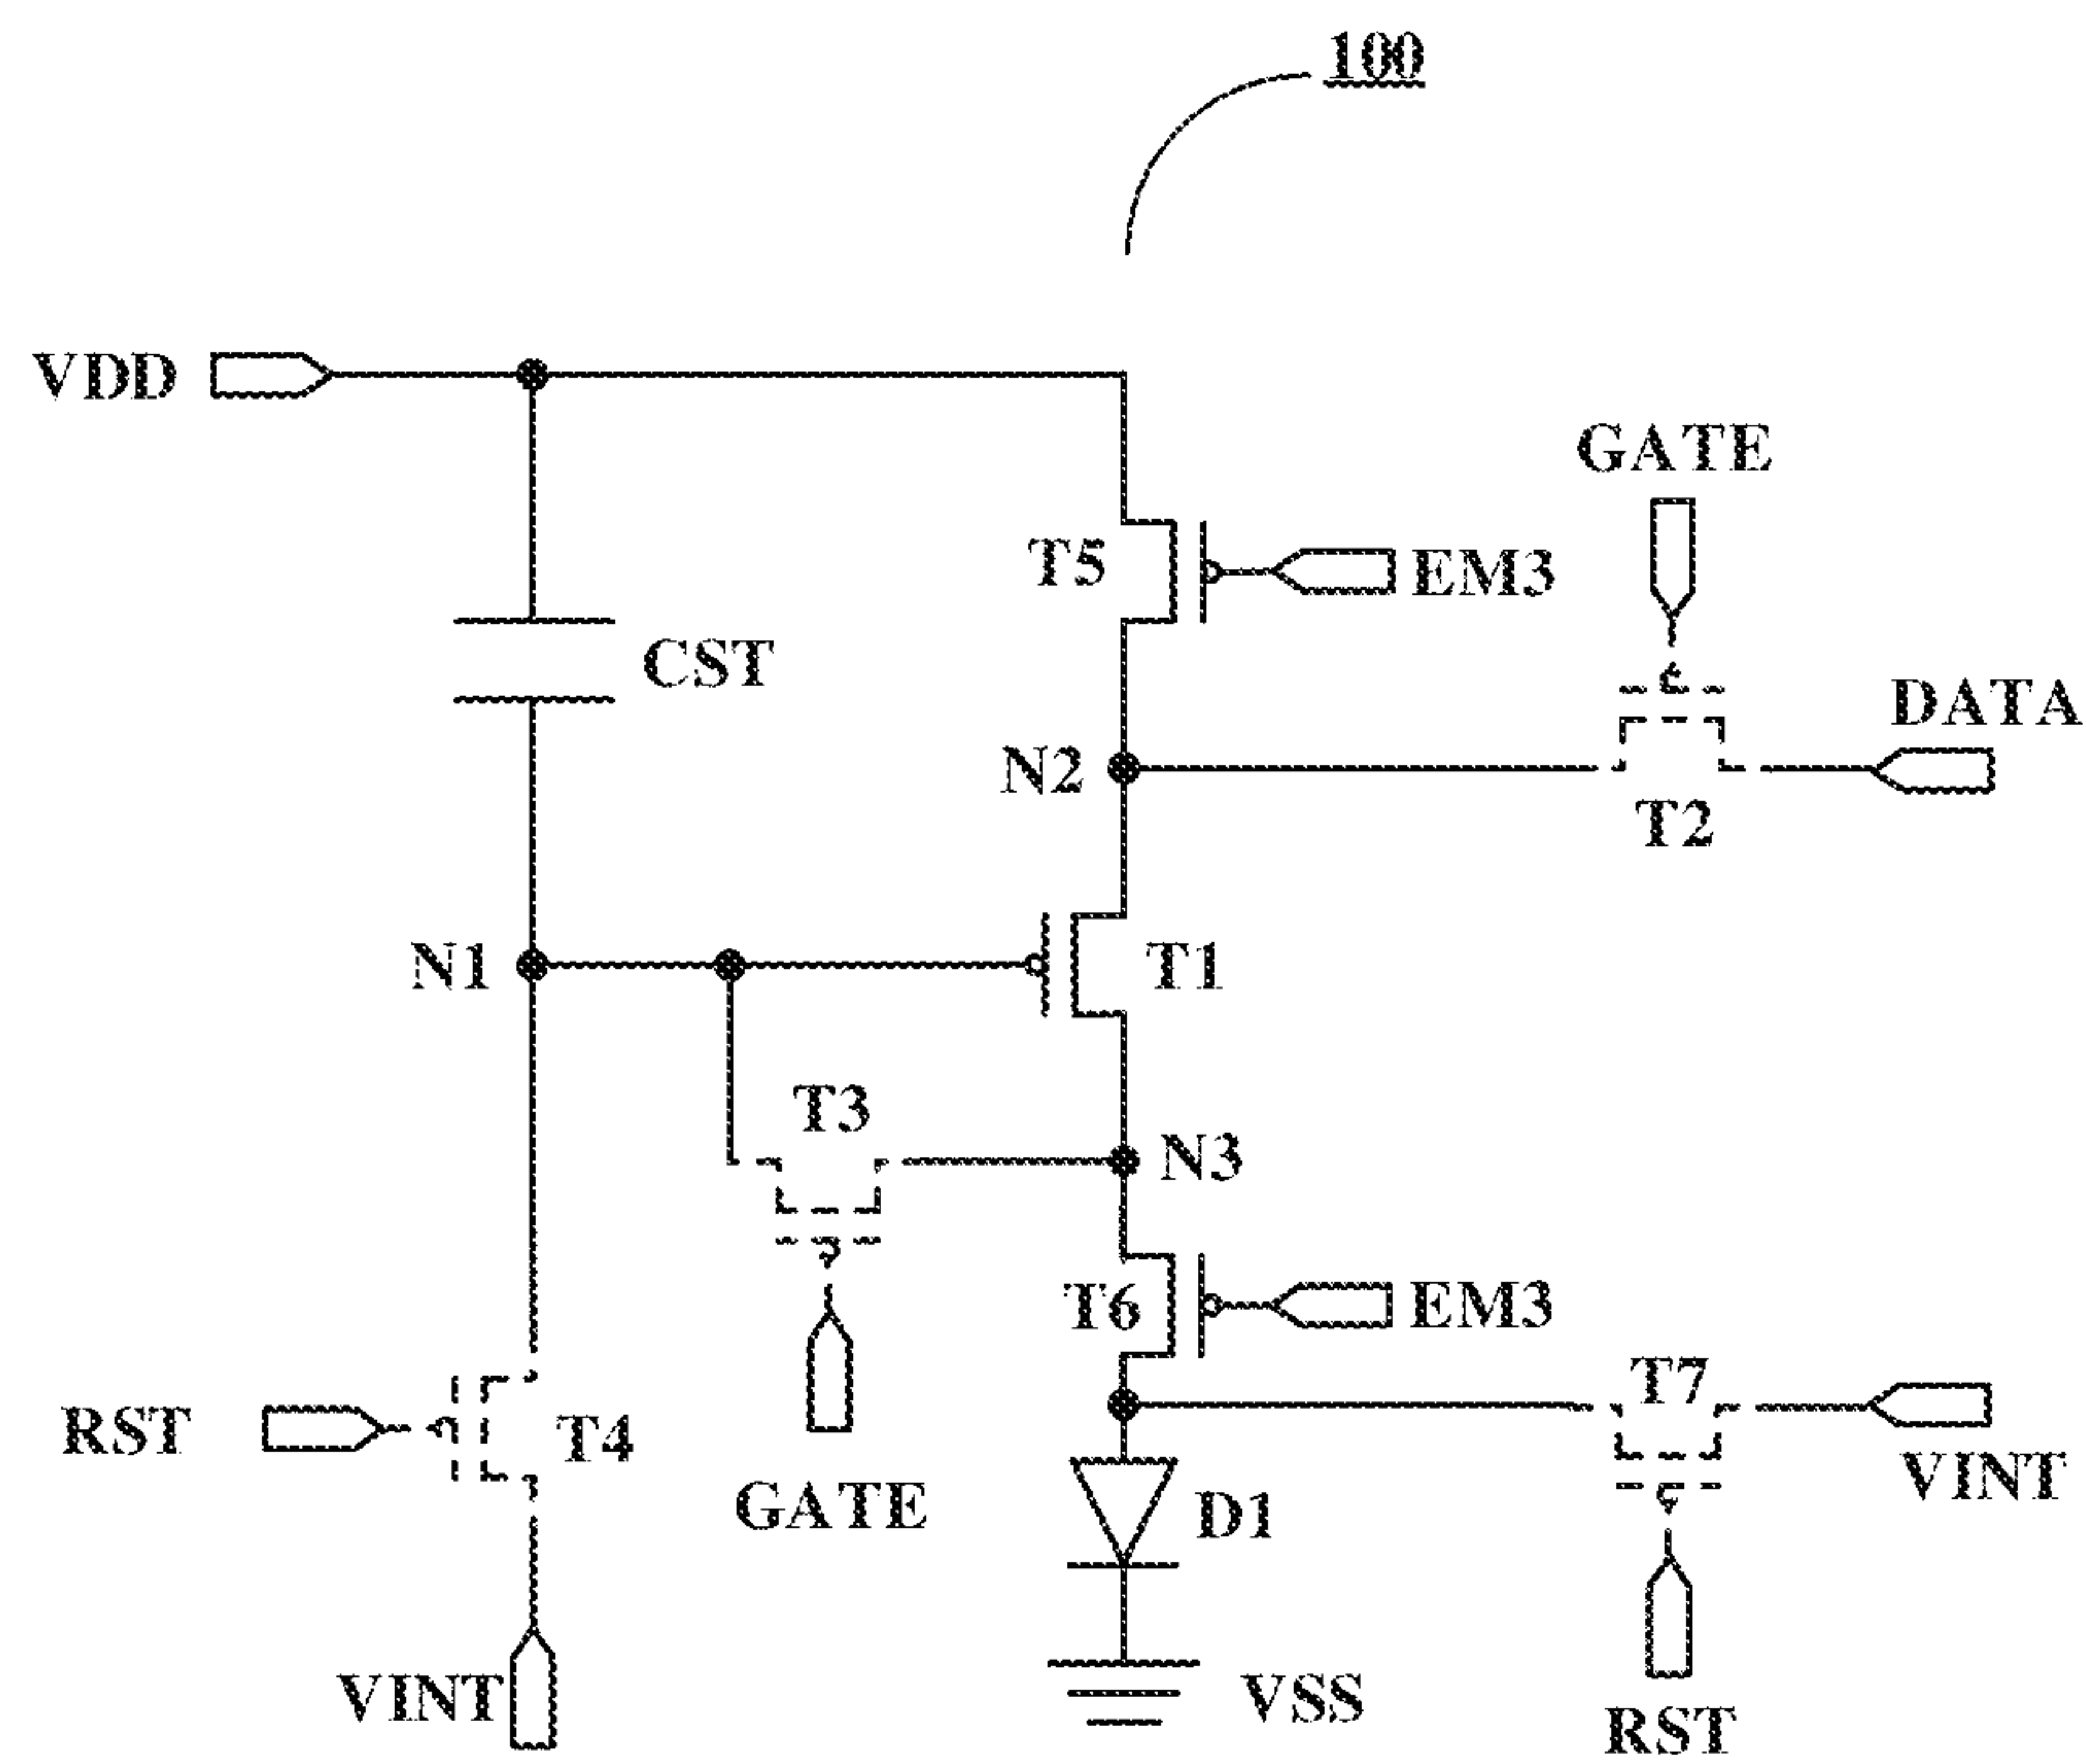 100
VDD
GATE
T5
EM3
CST
DATA
N2
T2
N1
T1
T3
N3
T6
EM3
T7
RST
T4
VINT
GATE
D1
VINT
VSS
RST